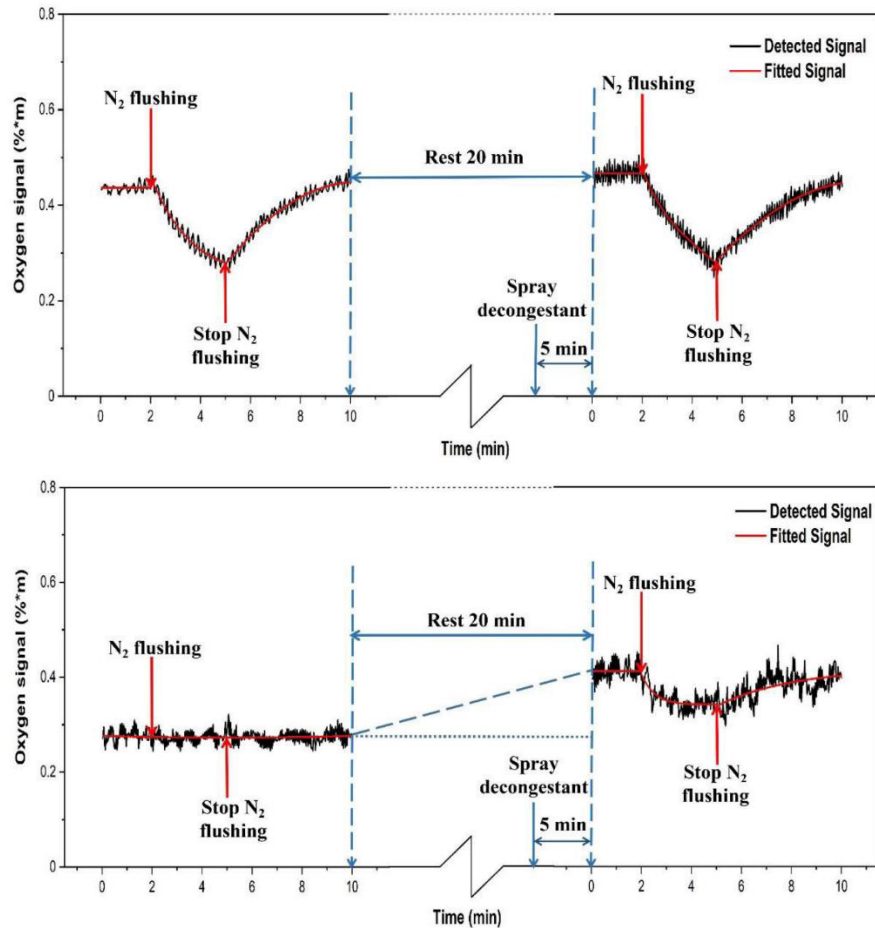 0.8
Detected Signal
Fitted Signal
N2 flushing
N2 flushing
0.6
Rest 20 min
Oxygen signal (%*m)
0.4
Spray
decongestant
Stop N2
flushing
Stop N2
flushing
0.2
5 min
0
0 2 4 6 8 10 0 2 4 6 8 10
Time (min)
0.8
Detected Signal
Fitted Signal
N2 flushing
0.6
Rest 20 min
N2 flushing
Oxygen signal (%*m)
0.4
Spray
decongestant
Stop N2
flushing
Stop N2
flushing
0.2
5 min
0
0 2 4 6 8 10 0 2 4 6 8 10
Time (min)